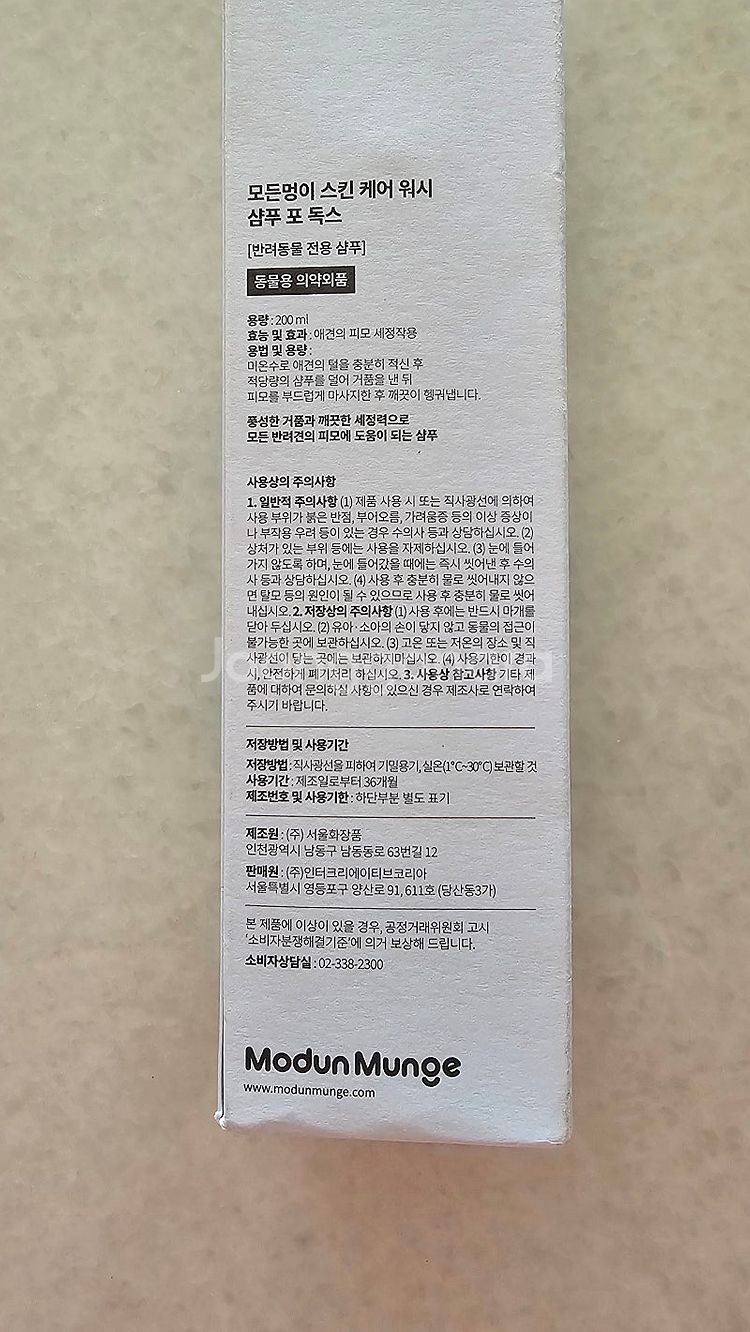 모든멍이 스킨 케어 워시
샴푸 포 독스
[반려동물 전용 샴푸]
동물용 의약외품
용량 : 200 ml
효능 및 효과 : 애견의 피모 세정작용
용법 및 용량 :
미온수로 애견의 털을 충분히 적신 후
적당량의 샴푸를 덜어 거품을 낸 뒤
피모를 부드럽게 마사지한 후 깨끗이 헹궈냅니다.
풍성한 거품과 깨끗한 세정력으로
모든 반려견의 피모에 도움이 되는 샴푸
사용상의 주의사항
1. 일반적 주의사항 (1) 제품 사용 시 또는 직사광선에 의하여
사용 부위가 붉은 반점, 부어오름, 가려움증 등의 이상 증상이
나 부작용 우려 등이 있는 경우 수의사 등과 상담하십시오. (2)
상처가 있는 부위 등에는 사용을 자제하십시오. (3) 눈에 들어
가지 않도록 하며, 눈에 들어갔을 때에는 즉시 씻어낸 후 수의
사 등과 상담하십시오. (4) 사용 후 충분히 물로 씻어내지 않으
면 탈모 등의 원인이 될 수 있으므로 사용 후 충분히 물로 씻어
내십시오. 2. 저장상의 주의사항 (1) 사용 후에는 반드시 마개를
닫아 두십시오. (2) 유아·소아의 손이 닿지 않고 동물의 접근이
불가능한 곳에 보관하십시오. (3) 고온 또는 저온의 장소 및 직
사광선이 닿는 곳에는 보관하지마십시오. (4) 사용기한이 경과
시, 안전하게 폐기처리 하십시오. 3. 사용상 참고사항 기타 제
품에 대하여 문의하실 사항이 있으신 경우 제조사로 연락하여
주시기 바랍니다.
저장방법 및 사용기간
저장방법 : 직사광선을 피하여 기밀용기, 실온(1°C~30°C) 보관할 것
사용기간 : 제조일로부터 36개월
제조번호 및 사용기한 : 하단부분 별도 표기
제조원 : (주) 서울화장품
인천광역시 남동구 남동동로 63번길 12
판매원 : (주)인터크리에이티브코리아
서울특별시 영등포구 양산로 91, 611호 (당산동3가)
본 제품에 이상이 있을 경우, 공정거래위원회 고시
'소비자분쟁해결기준'에 의거 보상해 드립니다.
소비자상담실 : 02-338-2300
Modun Munge
www.modunmunge.com